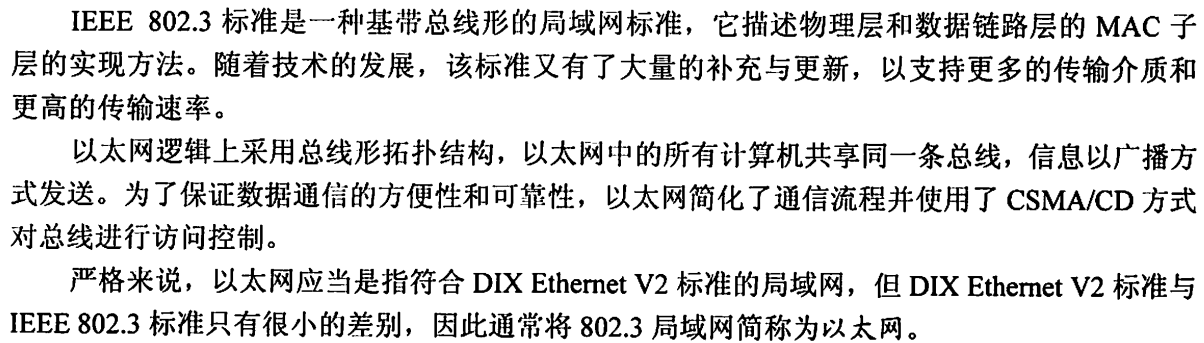 IEEE 802.3 标准是一种基带总线形的局域网标准，它描述物理层和数据链路层的 MAC 子
层的实现方法。随着技术的发展，该标准又有了大量的补充与更新，以支持更多的传输介质和
更高的传输速率。
以太网逻辑上采用总线形拓扑结构，以太网中的所有计算机共享同一条总线，信息以广播方
式发送。为了保证数据通信的方便性和可靠性，以太网简化了通信流程并使用了 CSMA/CD 方式
对总线进行访问控制。
严格来说，以太网应当是指符合 DIX Ethernet V2 标准的局域网，但 DIX Ethernet V2 标准与
IEEE 802.3 标准只有很小的差别，因此通常将 802.3 局域网简称为以太网。